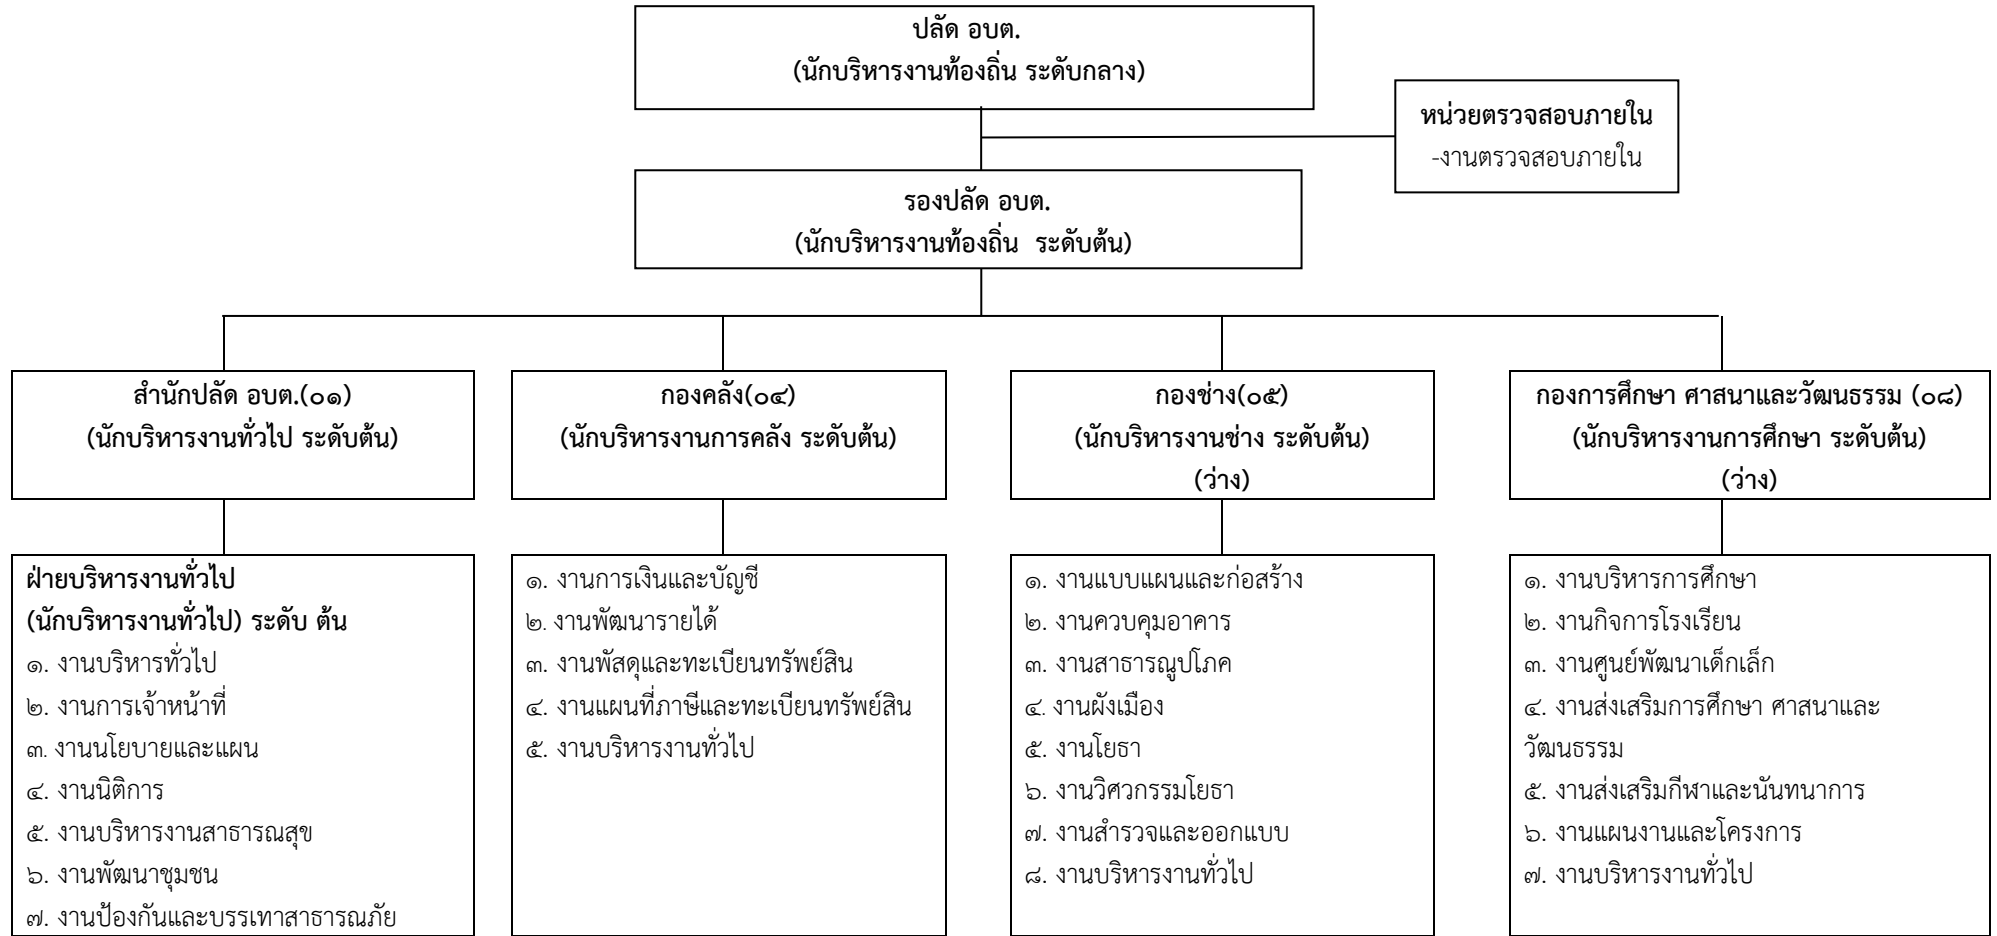 ปลัด อบต.
(นักบริหารงานท้องถิ่น ระดับกลาง)
หน่วยตรวจสอบภายใน
-งานตรวจสอบภายใน
รองปลัด อบต.
(นักบริหารงานท้องถิ่น ระดับต้น)
สำนักปลัด อบต.(๐๑)
(นักบริหารงานทั่วไป ระดับต้น)
กองคลัง(๐๔)
(นักบริหารงานการคลัง ระดับต้น)
กองช่าง(๐๕)
(นักบริหารงานช่าง ระดับต้น)
(ว่าง)
กองการศึกษา ศาสนาและวัฒนธรรม (๐๘)
(นักบริหารงานการศึกษา ระดับต้น)
(ว่าง)
ฝ่ายบริหารงานทั่วไป
(นักบริหารงานทั่วไป) ระดับ ต้น
๑. งานบริหารทั่วไป
๒. งานการเจ้าหน้าที่
๓. งานนโยบายและแผน
๔. งานนิติการ
๕. งานบริหารงานสาธารณสุข
๖. งานพัฒนาชุมชน
๗. งานป้องกันและบรรเทาสาธารณภัย
๑. งานการเงินและบัญชี
๒. งานพัฒนารายได้
๓. งานพัสดุและทะเบียนทรัพย์สิน
๔. งานแผนที่ภาษีและทะเบียนทรัพย์สิน
๕. งานบริหารงานทั่วไป
๑. งานแบบแผนและก่อสร้าง
๒. งานควบคุมอาคาร
๓. งานสาธารณูปโภค
๔. งานผังเมือง
๕. งานโยธา
๖. งานวิศวกรรมโยธา
๗. งานสำรวจและออกแบบ
๘. งานบริหารงานทั่วไป
๑. งานบริหารการศึกษา
๒. งานกิจการโรงเรียน
๓. งานศูนย์พัฒนาเด็กเล็ก
๔. งานส่งเสริมการศึกษา ศาสนาและ
วัฒนธรรม
๕. งานส่งเสริมกีฬาและนันทนาการ
๖. งานแผนงานและโครงการ
๗. งานบริหารงานทั่วไป